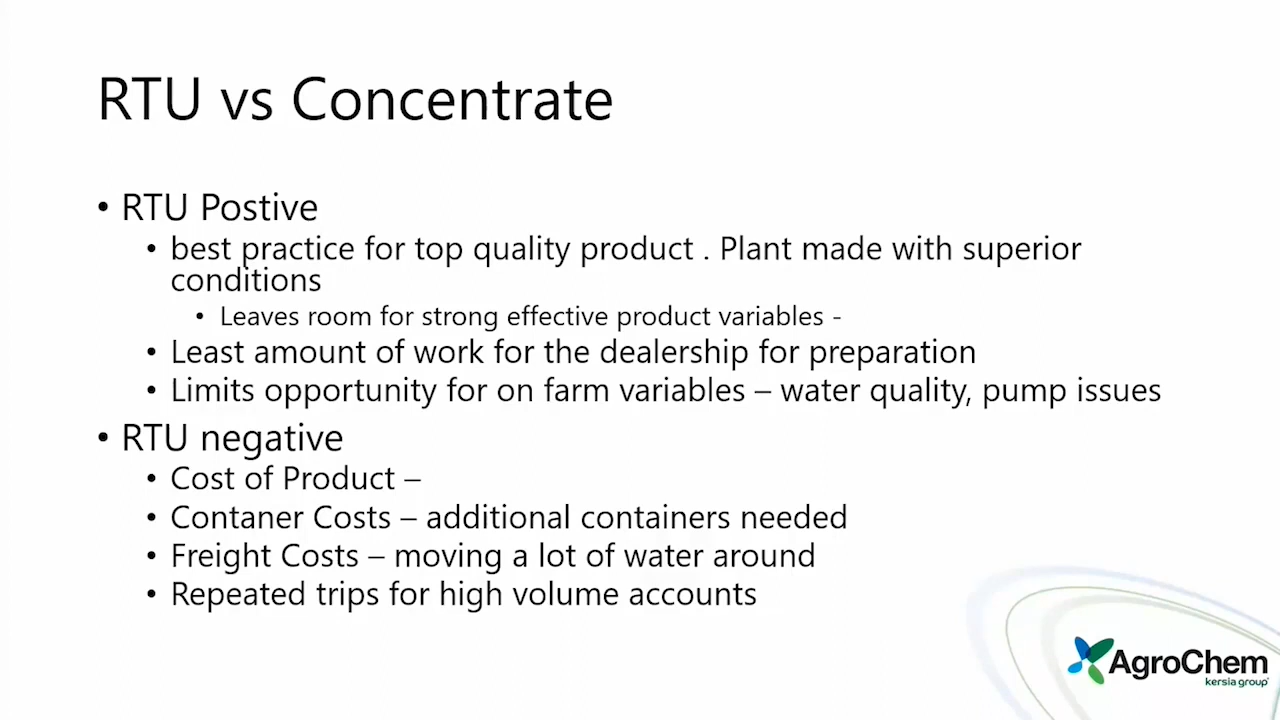 RTU vs Concentrate
• RTU Postive
• best practice for top quality product . Plant made with superior
conditions
• Leaves room for strong effective product variables -
• Least amount of work for the dealership for preparation
• Limits opportunity for on farm variables – water quality, pump issues
• RTU negative
• Cost of Product –
• Contaner Costs – additional containers needed
• Freight Costs – moving a lot of water around
• Repeated trips for high volume accounts
AgroChem
kersia group